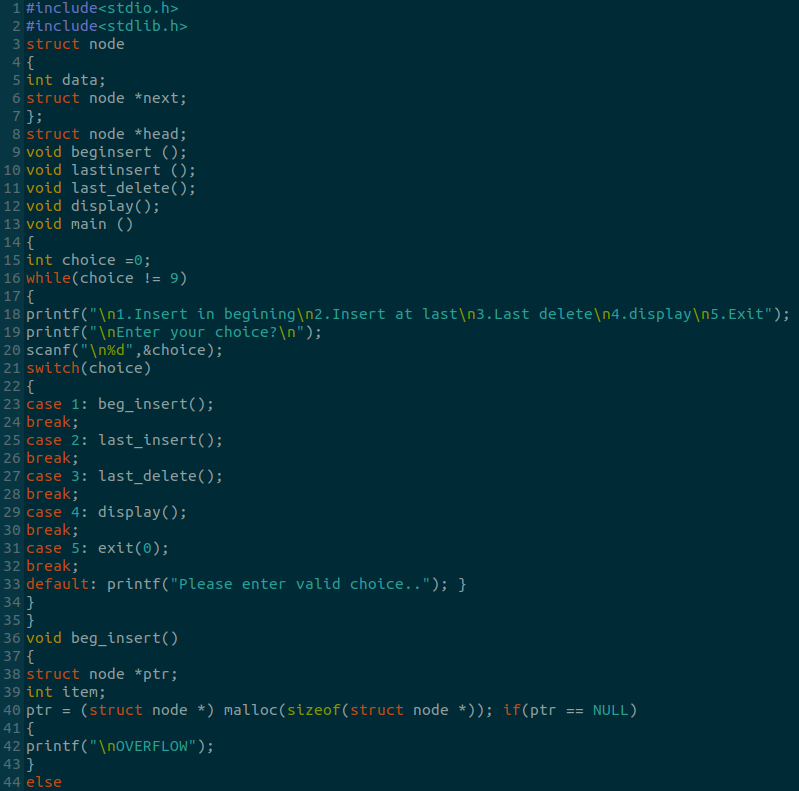 1 #include<stdio.h>
2 #include<stdlib.h>
3 struct node
4 {
5 int data;
6 struct node *next;
7 };
8 struct node *head;
9 void beginsert ();
10 void lastinsert ();
11 void last_delete();
12 void display();
13 void main ()
14 {
15 int choice =0;
16 while(choice != 9)
17 {
18 printf("\n1.Insert in begining\n2.Insert at last\n3.Last delete\n4.display\n5.Exit");
19 printf("\nEnter your choice?\n");
20 scanf("\n%d",&choice);
21 switch(choice)
22 {
23 case 1: beg_insert();
24 break;
25 case 2: last_insert();
26 break;
27 case 3: last_delete();
28 break;
29 case 4: display();
30 break;
31 case 5: exit(0);
32 break;
33 default: printf("Please enter valid choice.."); }
34 }
35 }
36 void beg_insert()
37 {
38 struct node *ptr;
39 int item;
40 ptr = (struct node *) malloc(sizeof(struct node *)); if(ptr == NULL)
41 {
42 printf("\nOVERFLOW");
43 }
44 else